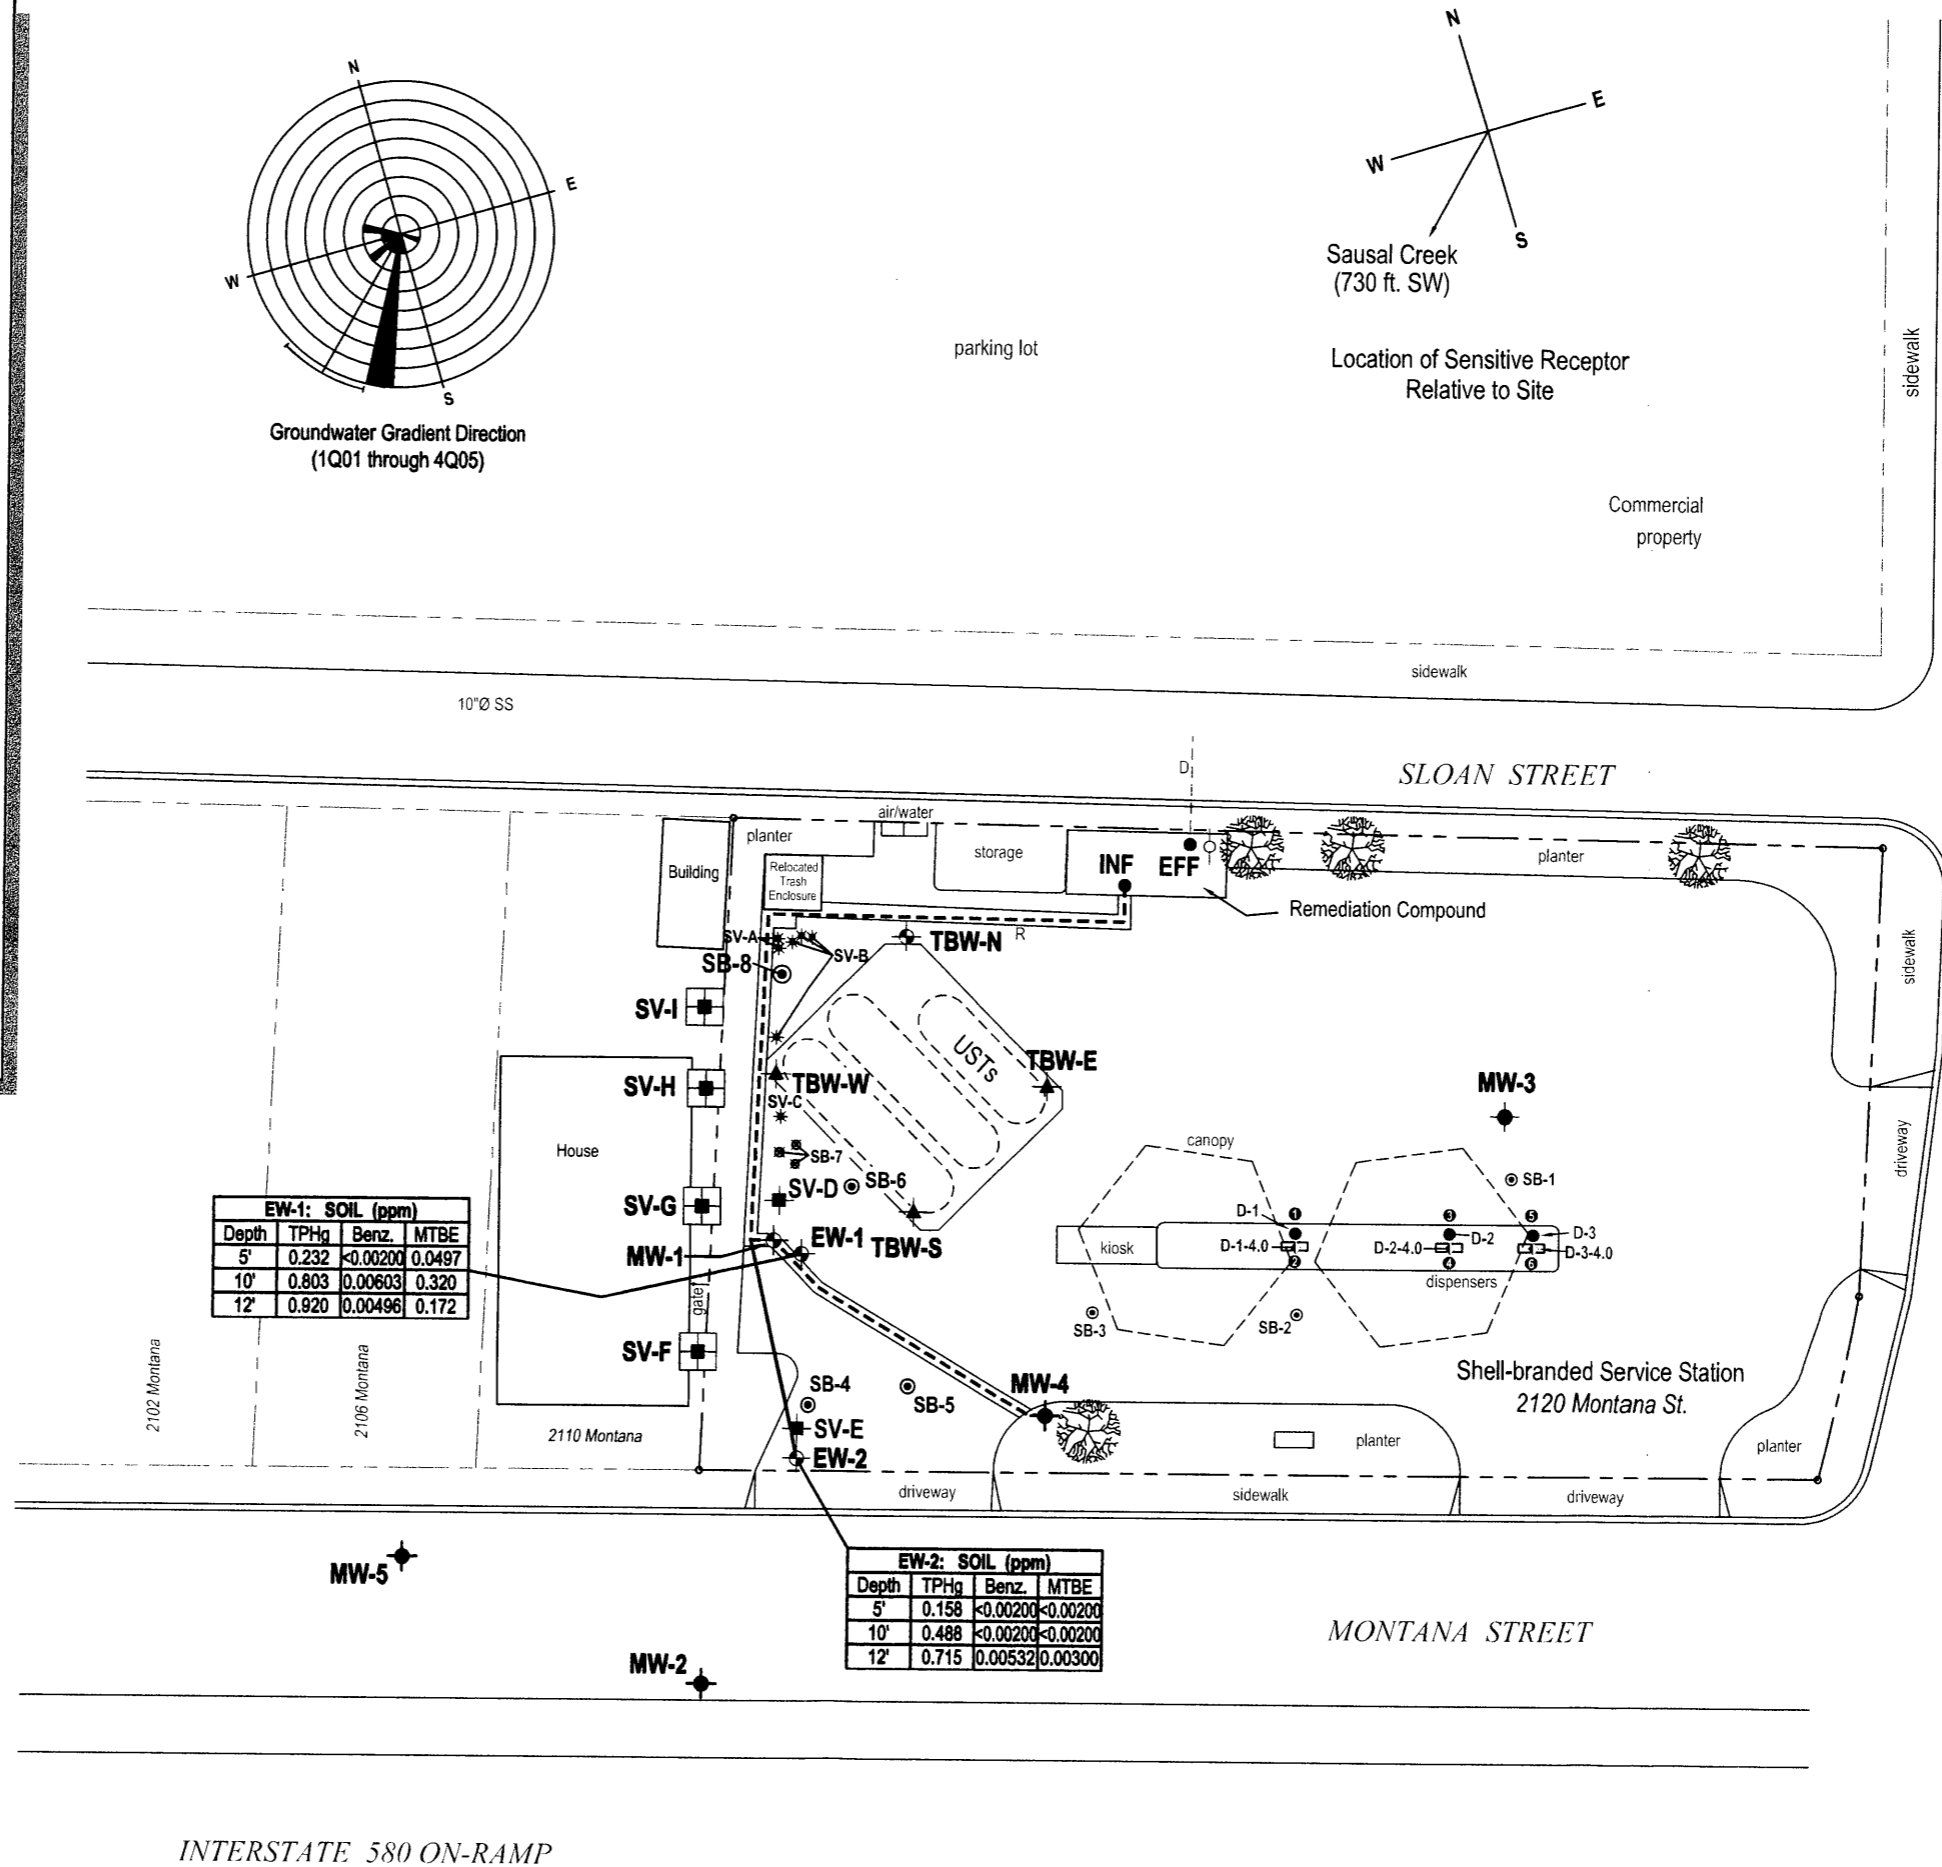 N
E
W
S
Groundwater Gradient Direction
(1Q01 through 4Q05)
N
E
W
S
Sausal Creek
(730 ft. SW)
Location of Sensitive Receptor
Relative to Site
parking lot
sidewalk
Commercial
property
sidewalk
10"Ø SS
SLOAN STREET
D
air/water
planter
Building
Relocated
Trash
Enclosure
storage
INF
EFF
planter
Remediation Compound
sidewalk
R
SV-A
SV-B
TBW-N
SB-8
SV-I
USTs
TBW-E
SV-H
TBW-W
SV-C
MW-3
House
SB-7
canopy
driveway
SV-D
SB-6
SB-1
SV-G
EW-1
TBW-S
MW-1
D-1
1
3
5
D-2
D-3
kiosk
D-1-4.0
D-2-4.0
D-3-4.0
2
4
6
dispensers
EW-1: SOIL (ppm)
Depth TPHg Benz. MTBE
5' 0.232 <0.00200 0.0497
10' 0.803 0.00603 0.320
12' 0.920 0.00496 0.172
gate
SB-3
SB-2
SV-F
2102 Montana
2106 Montana
2110 Montana
SB-4
SB-5
MW-4
SV-E
EW-2
Shell-branded Service Station
2120 Montana St.
planter
planter
driveway
sidewalk
driveway
MW-5
EW-2: SOIL (ppm)
Depth TPHg Benz. MTBE
5' 0.158 <0.00200 <0.00200
10' 0.488 <0.00200 <0.00200
12' 0.715 0.00532 0.00300
MONTANA STREET
MW-2
INTERSTATE 580 ON-RAMP